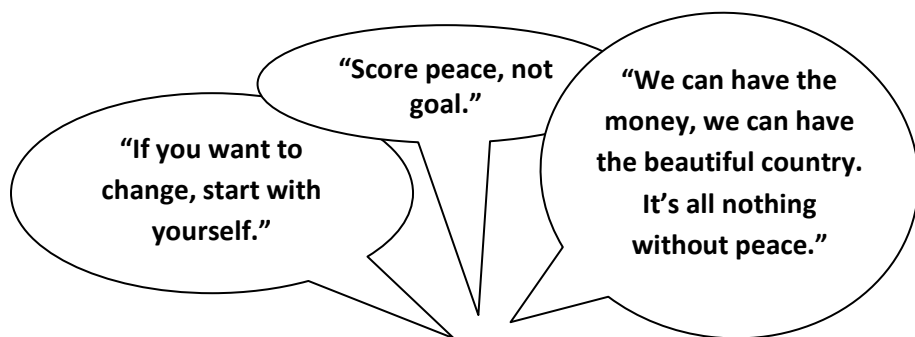 “If you want to
change, start with
yourself.”
“Score peace, not
goal.”
“We can have the
money, we can have
the beautiful country.
It’s all nothing
without peace.”